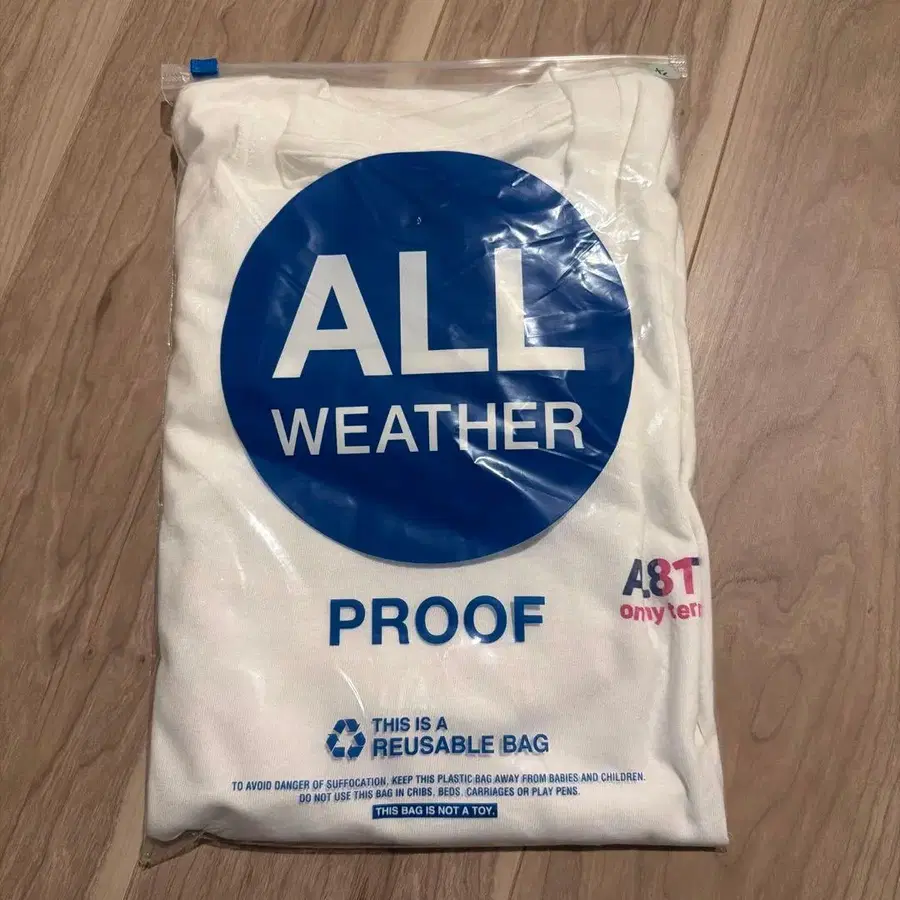 ALL
WEATHER
PROOF
A8T
THIS IS A
REUSABLE BAG
TO AVOID DANGER OF SUFFOCATION, KEEP THIS PLASTIC BAG AWAY FROM BABIES AND CHILDREN.
DO NOT USE THIS BAG IN CRIBS, BEDS, CARRIAGES OR PLAY PENS.
THIS BAG IS NOT A TOY.